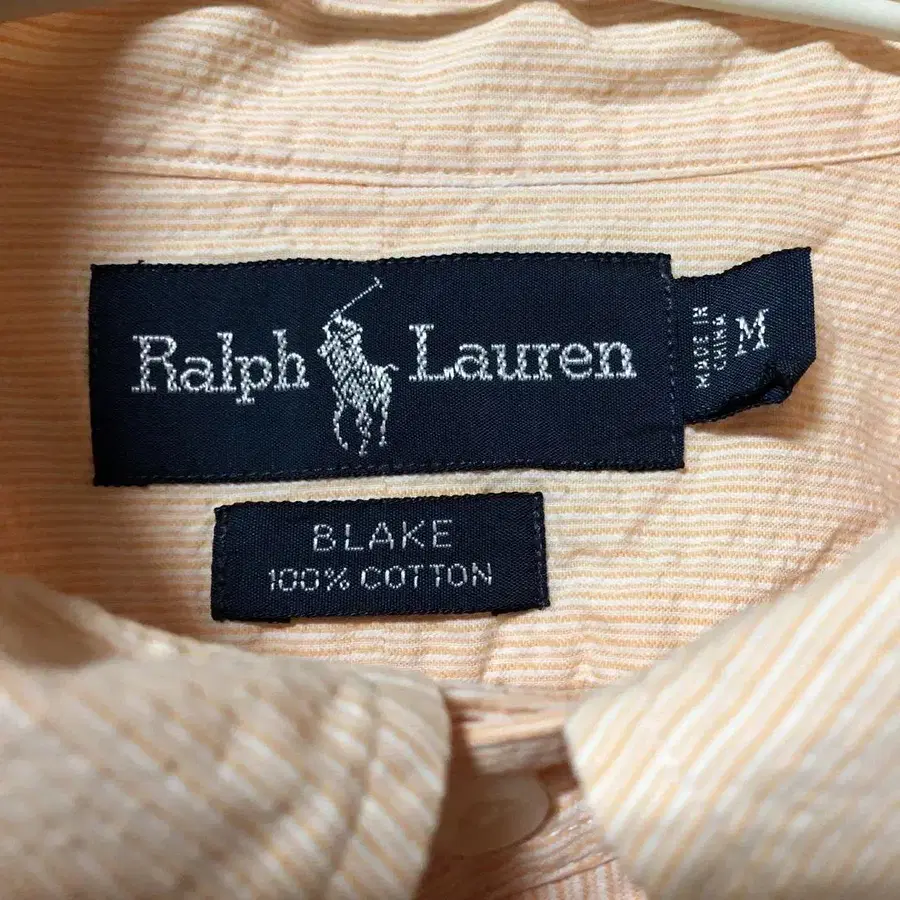 Ralph Lauren
MADE IN
CHINA
M
BLAKE
100% COTTON